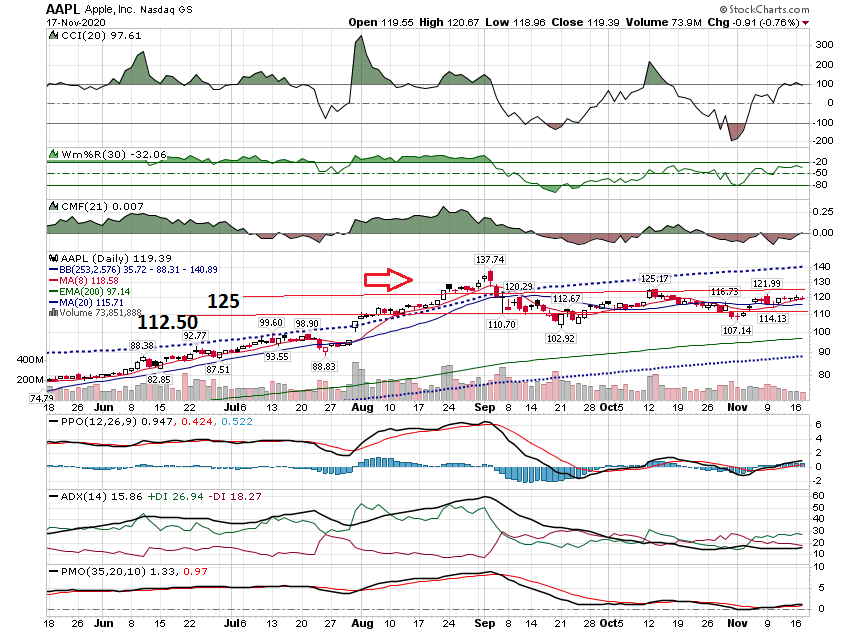 AAPL Apple, Inc. Nasdaq GS © StockCharts.com
17-Nov-2020 Open 119.55 High 120.67 Low 118.96 Close 119.39 Volume 73.9M Chg -0.91 (-0.76%)
CCI(20) 97.61
300
200
100
0
-100
-200
Wm%R(30) -32.06
-20
-50
-80
CMF(21) 0.007
0.25
0.00
AAPL (Daily) 119.39
BB(253,2.576) 35.72 - 88.31 - 140.89
MA(8) 118.58
EMA(200) 97.14
MA(20) 115.71
Volume 73,851,888
125
112.50
137.74
125.17
120.29
121.99
116.73
112.67
99.60 98.90
92.77
88.38
110.70
114.13
107.14
102.92
93.55
88.83
87.51
82.85
74.79
140
130
120
110
100
90
80
400M
200M
18 26 Jun 8 15 22 Jul 6 13 20 27 Aug 10 17 24 Sep 8 14 21 28 Oct 5 12 19 26 Nov 9 16
PPO(12,26,9) 0.947, 0.424, 0.522
6
4
2
0
-2
ADX(14) 15.86 +DI 26.94 -DI 18.27
60
50
40
30
20
10
PMO(35,20,10) 1.33, 0.97
10
5
0
18 26 Jun 8 15 22 Jul 6 13 20 27 Aug 10 17 24 Sep 8 14 21 28 Oct 5 12 19 26 Nov 9 16